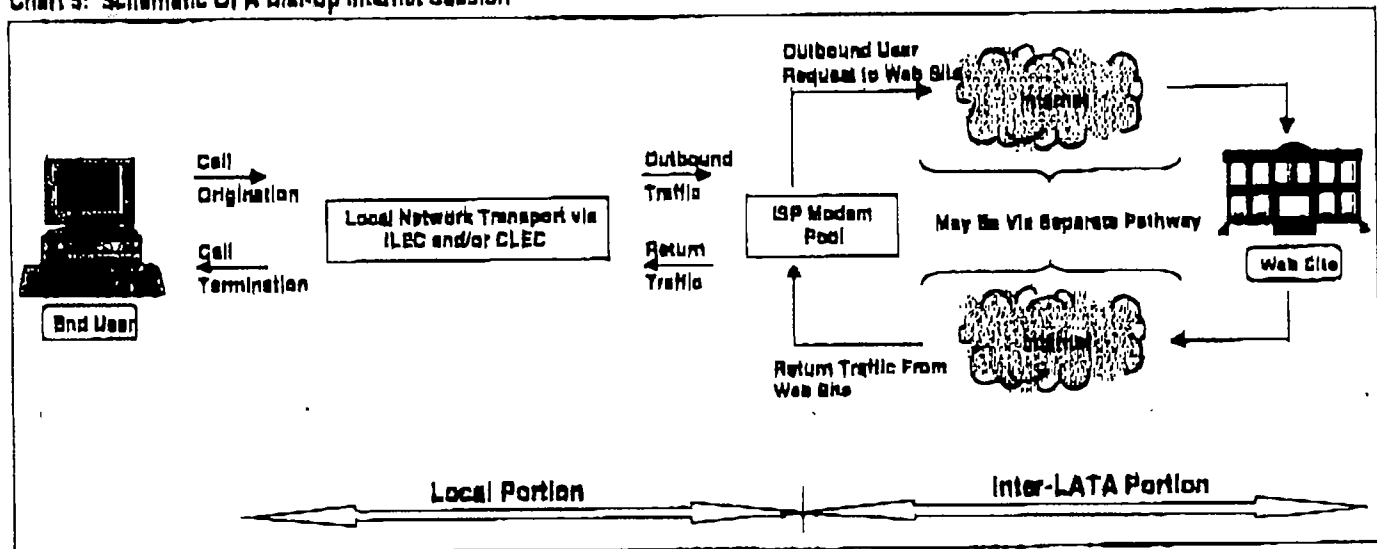 Schematic Of A Dial-Up Internet Session
Outbound User
Request to Web Site
Internet
Call
Origination
Outbound
Traffic
Local Network Transport via
ILEC and/or CLEC
ISP Modem
Pool
May Be Via Separate Pathway
Web Site
Call
Termination
Return
Traffic
End User
Internet
Return Traffic From
Web Site
Local Portion
Inter-LATA Portion